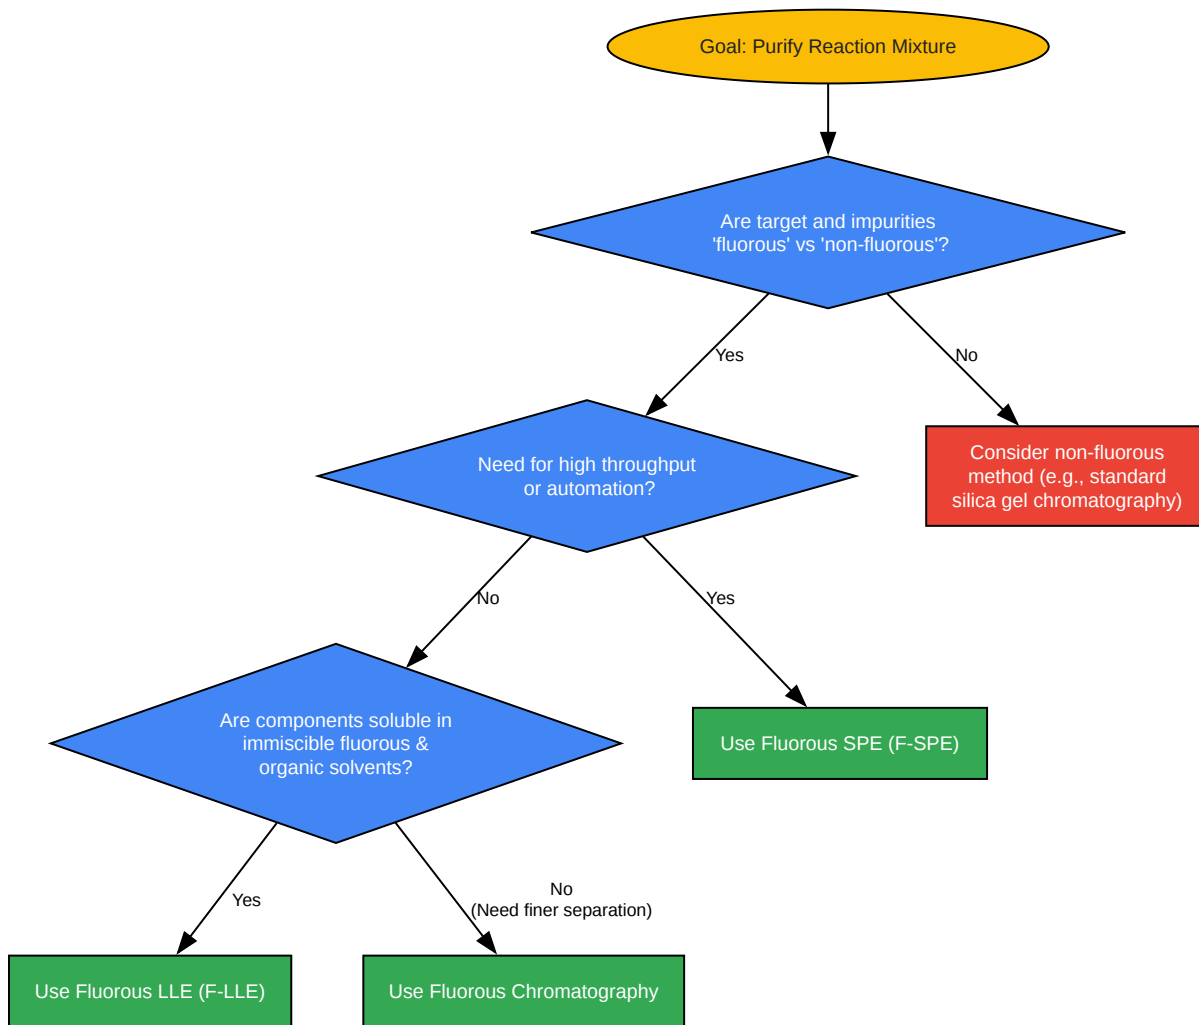 Goal: Purify Reaction Mixture
Are target and impurities
'fluorous' vs 'non-fluorous'?
Yes
No
Need for high throughput
or automation?
Consider non-fluorous
method (e.g., standard
silica gel chromatography)
No
Yes
Are components soluble in
immiscible fluorous &
organic solvents?
Use Fluorous SPE (F-SPE)
Yes
No
(Need finer separation)
Use Fluorous LLE (F-LLE)
Use Fluorous Chromatography